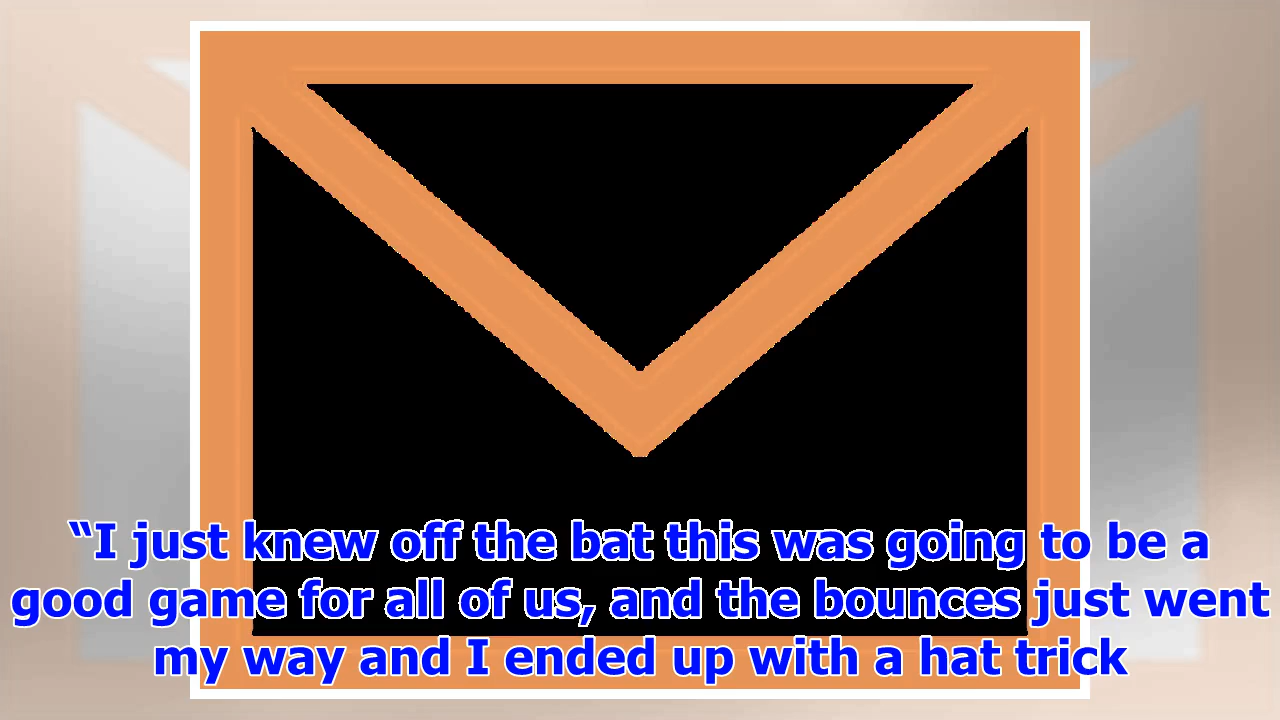 “I just knew off the bat this was going to be a
good game for all of us, and the bounces just went
my way and I ended up with a hat trick